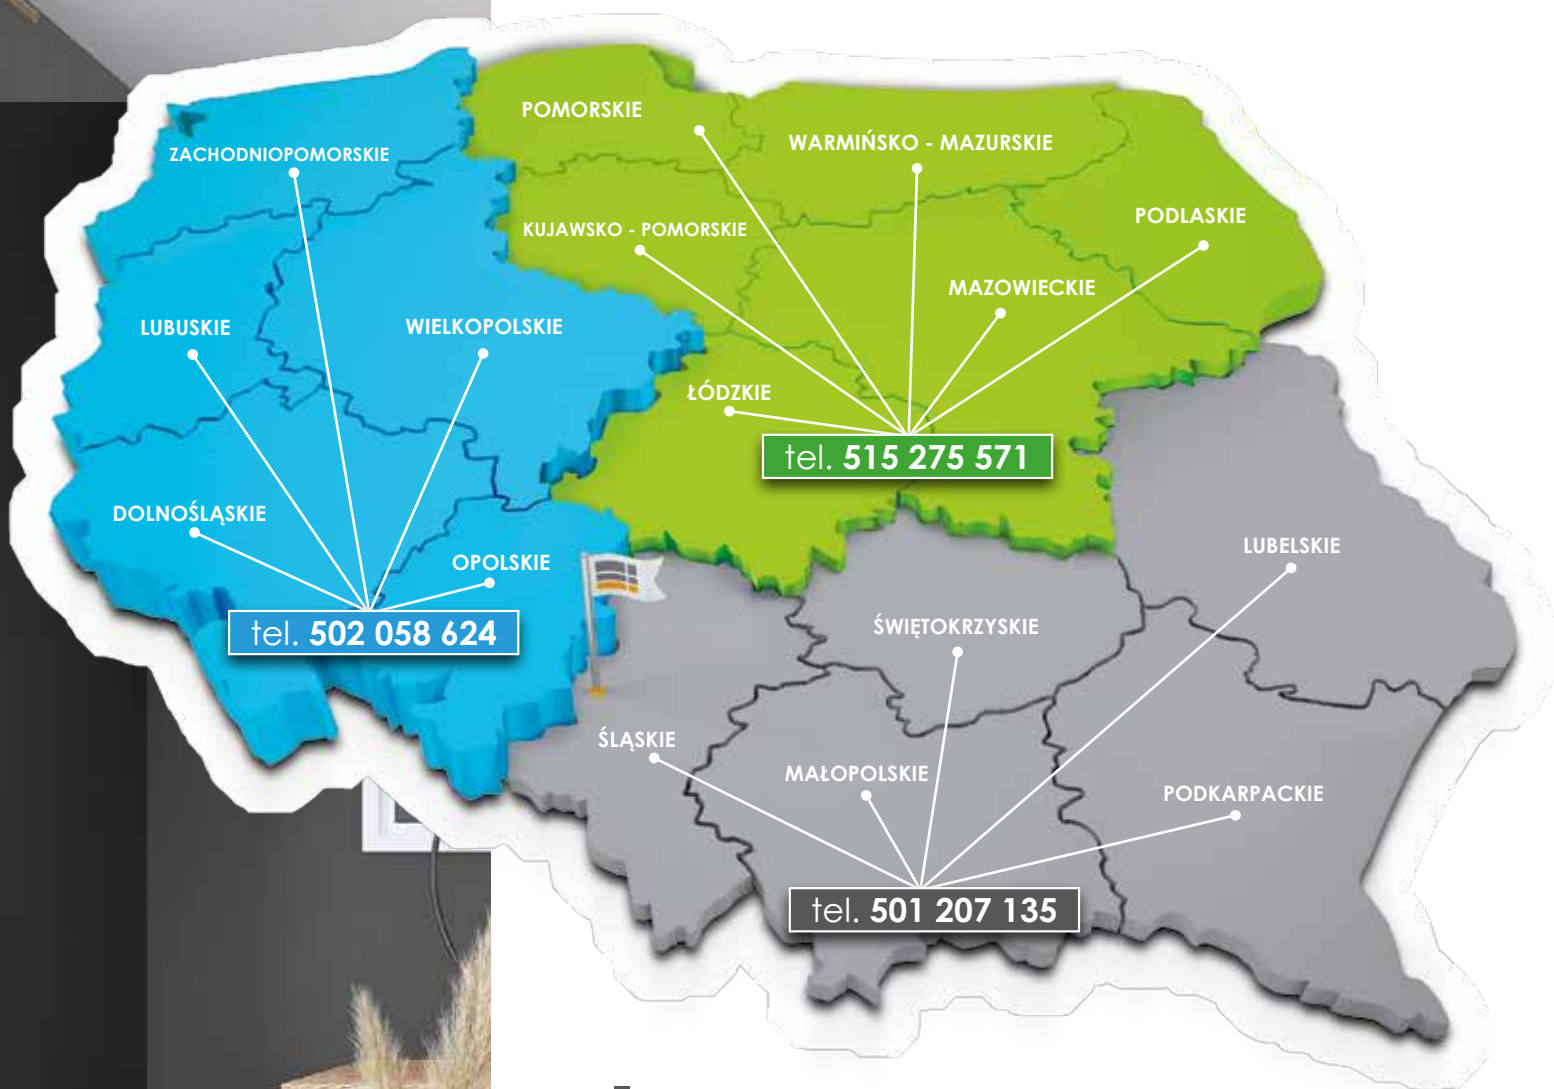 POMORSKIE
WARMIŃSKO - MAZURSKIE
ZACHODNIOPOMORSKIE
PODLASKIE
KUJAWSKO - POMORSKIE
MAZOWIECKIE
LUBUSKIE
WIELKOPOLSKIE
ŁÓDZKIE
tel. 515 275 571
DOLNOŚLĄSKIE
OPOLSKIE
LUBELSKIE
tel. 502 058 624
ŚWIĘTOKRZYSKIE
ŚLĄSKIE
MAŁOPOLSKIE
PODKARPACKIE
tel. 501 207 135